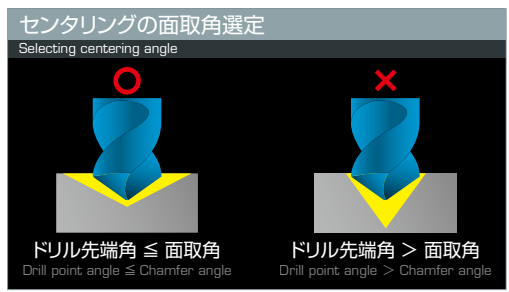 センタリングの面取角選定
Selecting centering angle
ドリル先端角 ≦ 面取角
Drill point angle ≦ Chamfer angle
ドリル先端角 > 面取角
Drill point angle > Chamfer angle